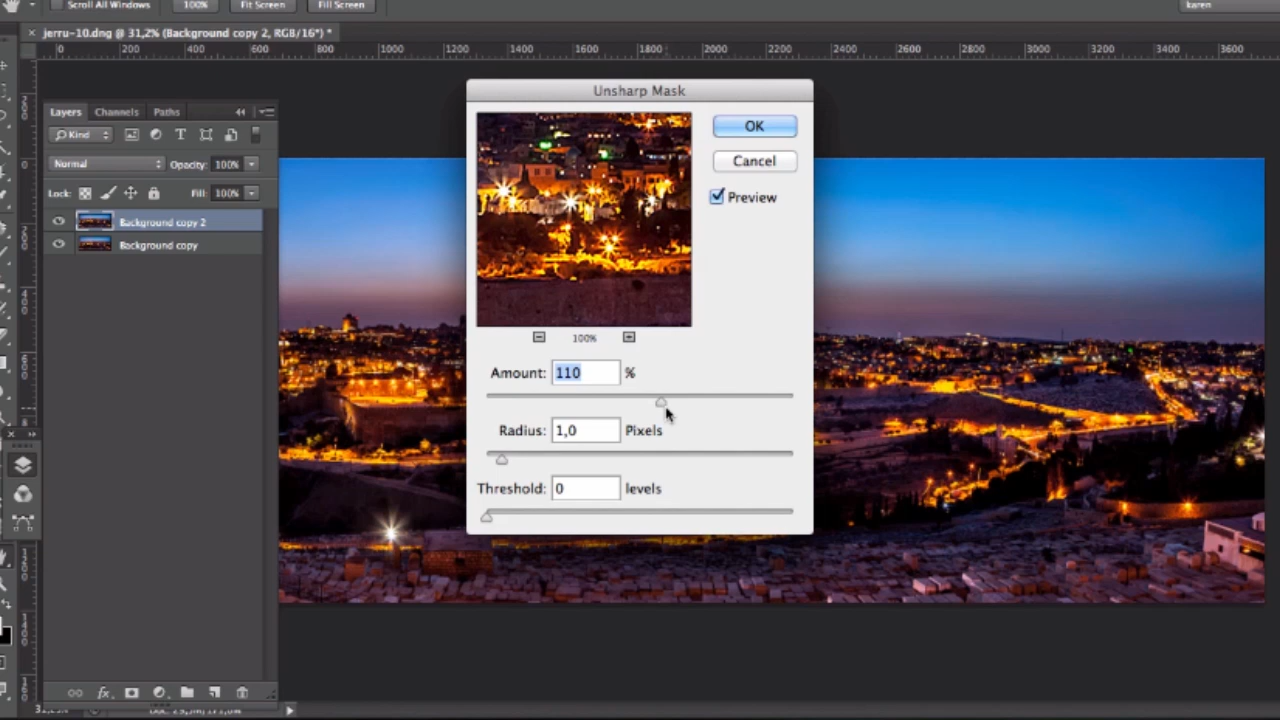 Scroll All Windows 100% Fit Screen Fill Screen karen
× jerru-10.dng @ 31,2% (Background copy 2, RGB/16*) *
0 200 400 600 800 1000 1200 1400 1600 1800 2000 2200 2400 2600 2800 3000 3200 3400 3600
Layers Channels Paths
Kind T
Normal Opacity: 100%
Lock: Fill: 100%
Background copy 2
Background copy
fx
Unsharp Mask
OK
Cancel
Preview
100%
Amount: 110 %
Radius: 1,0 Pixels
Threshold: 0 levels